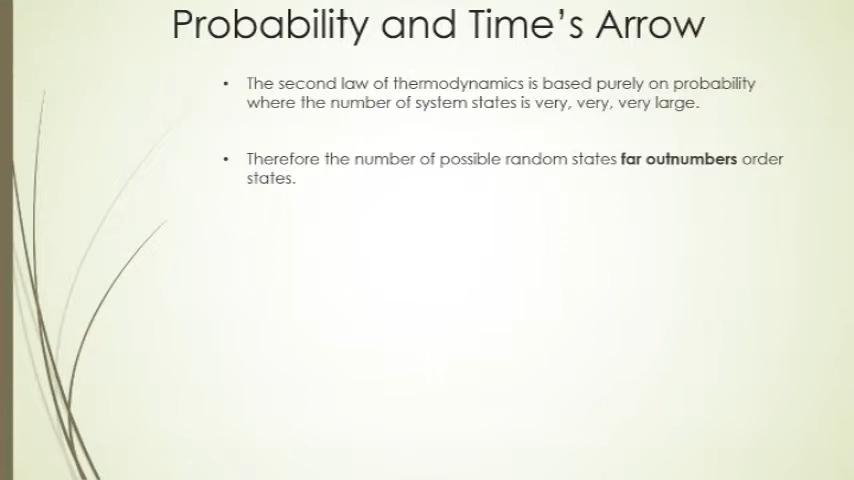 Probability and Time's Arrow
• The second law of thermodynamics is based purely on probability
where the number of system states is very, very, very large.
• Therefore the number of possible random states far outnumbers order
states.